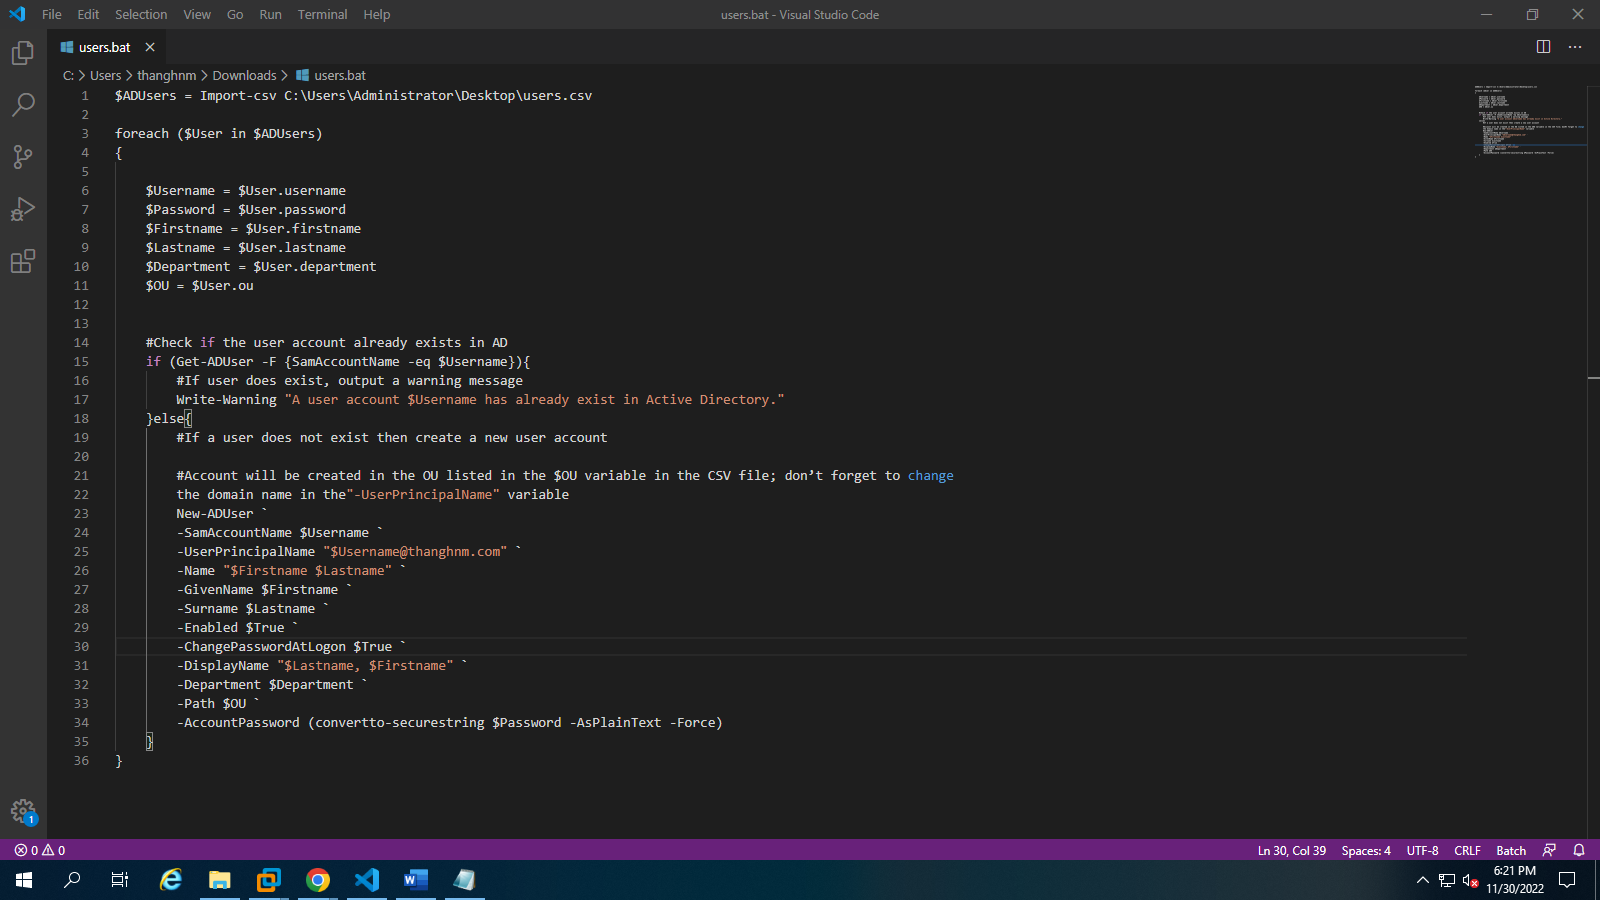 File Edit Selection View Go Run Terminal Help
users.bat - Visual Studio Code
users.bat
C: > Users > thanghnm > Downloads > users.bat
1 $ADUsers = Import-csv C:\Users\Administrator\Desktop\users.csv
2
3 foreach ($User in $ADUsers)
4 {
5
6 $Username = $User.username
7 $Password = $User.password
8 $Firstname = $User.firstname
9 $Lastname = $User.lastname
10 $Department = $User.department
11 $OU = $User.ou
12
13
14 #Check if the user account already exists in AD
15 if (Get-ADUser -F {SamAccountName -eq $Username}){
16 #If user does exist, output a warning message
17 Write-Warning "A user account $Username has already exist in Active Directory."
18 }else{
19 #If a user does not exist then create a new user account
20
21 #Account will be created in the OU listed in the $OU variable in the CSV file; don’t forget to change
22 the domain name in the"-UserPrincipalName" variable
23 New-ADUser `
24 -SamAccountName $Username `
25 -UserPrincipalName "$Username@thanghnm.com" `
26 -Name "$Firstname $Lastname" `
27 -GivenName $Firstname `
28 -Surname $Lastname `
29 -Enabled $True `
30 -ChangePasswordAtLogon $True `
31 -DisplayName "$Lastname, $Firstname" `
32 -Department $Department `
33 -Path $OU `
34 -AccountPassword (convertto-securestring $Password -AsPlainText -Force)
35 }
36 }
1
0 0
Ln 30, Col 39 Spaces: 4 UTF-8 CRLF Batch
6:21 PM
11/30/2022